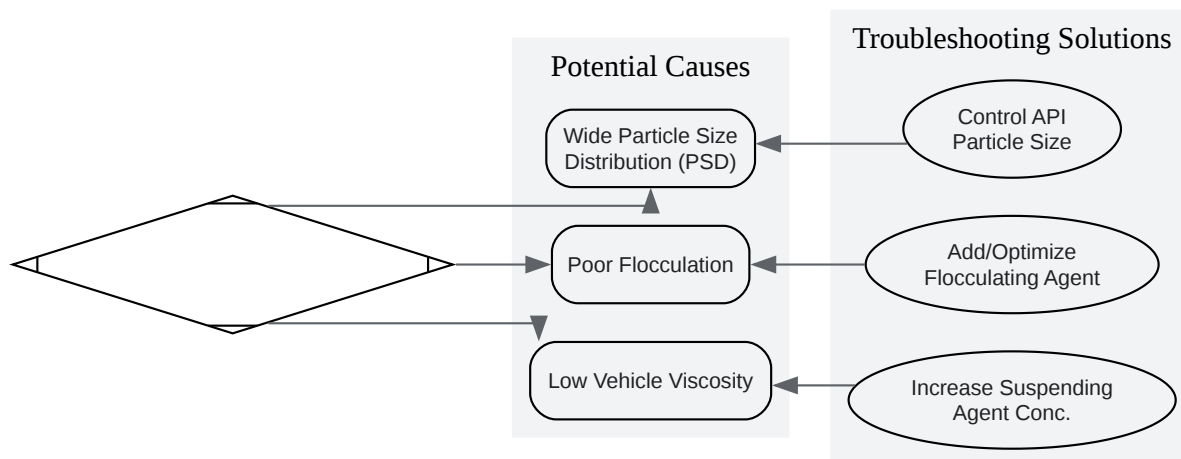 Troubleshooting Solutions
Potential Causes
Control API
Particle Size
Wide Particle Size
Distribution (PSD)
Add/Optimize
Flocculating Agent
Poor Flocculation
Increase Suspending
Agent Conc.
Low Vehicle Viscosity